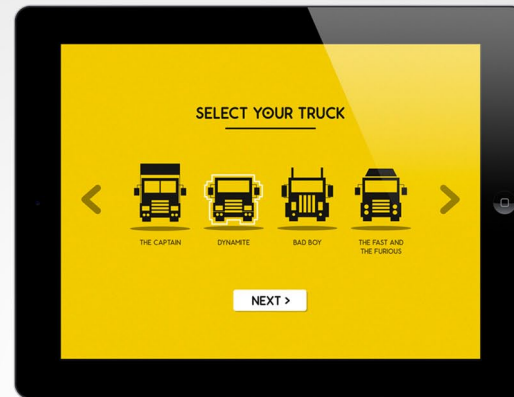 SELECT YOUR TRUCK
THE CAPTAIN
DYNAMITE
BAD BOY
THE FAST AND
THE FURIOUS
NEXT >